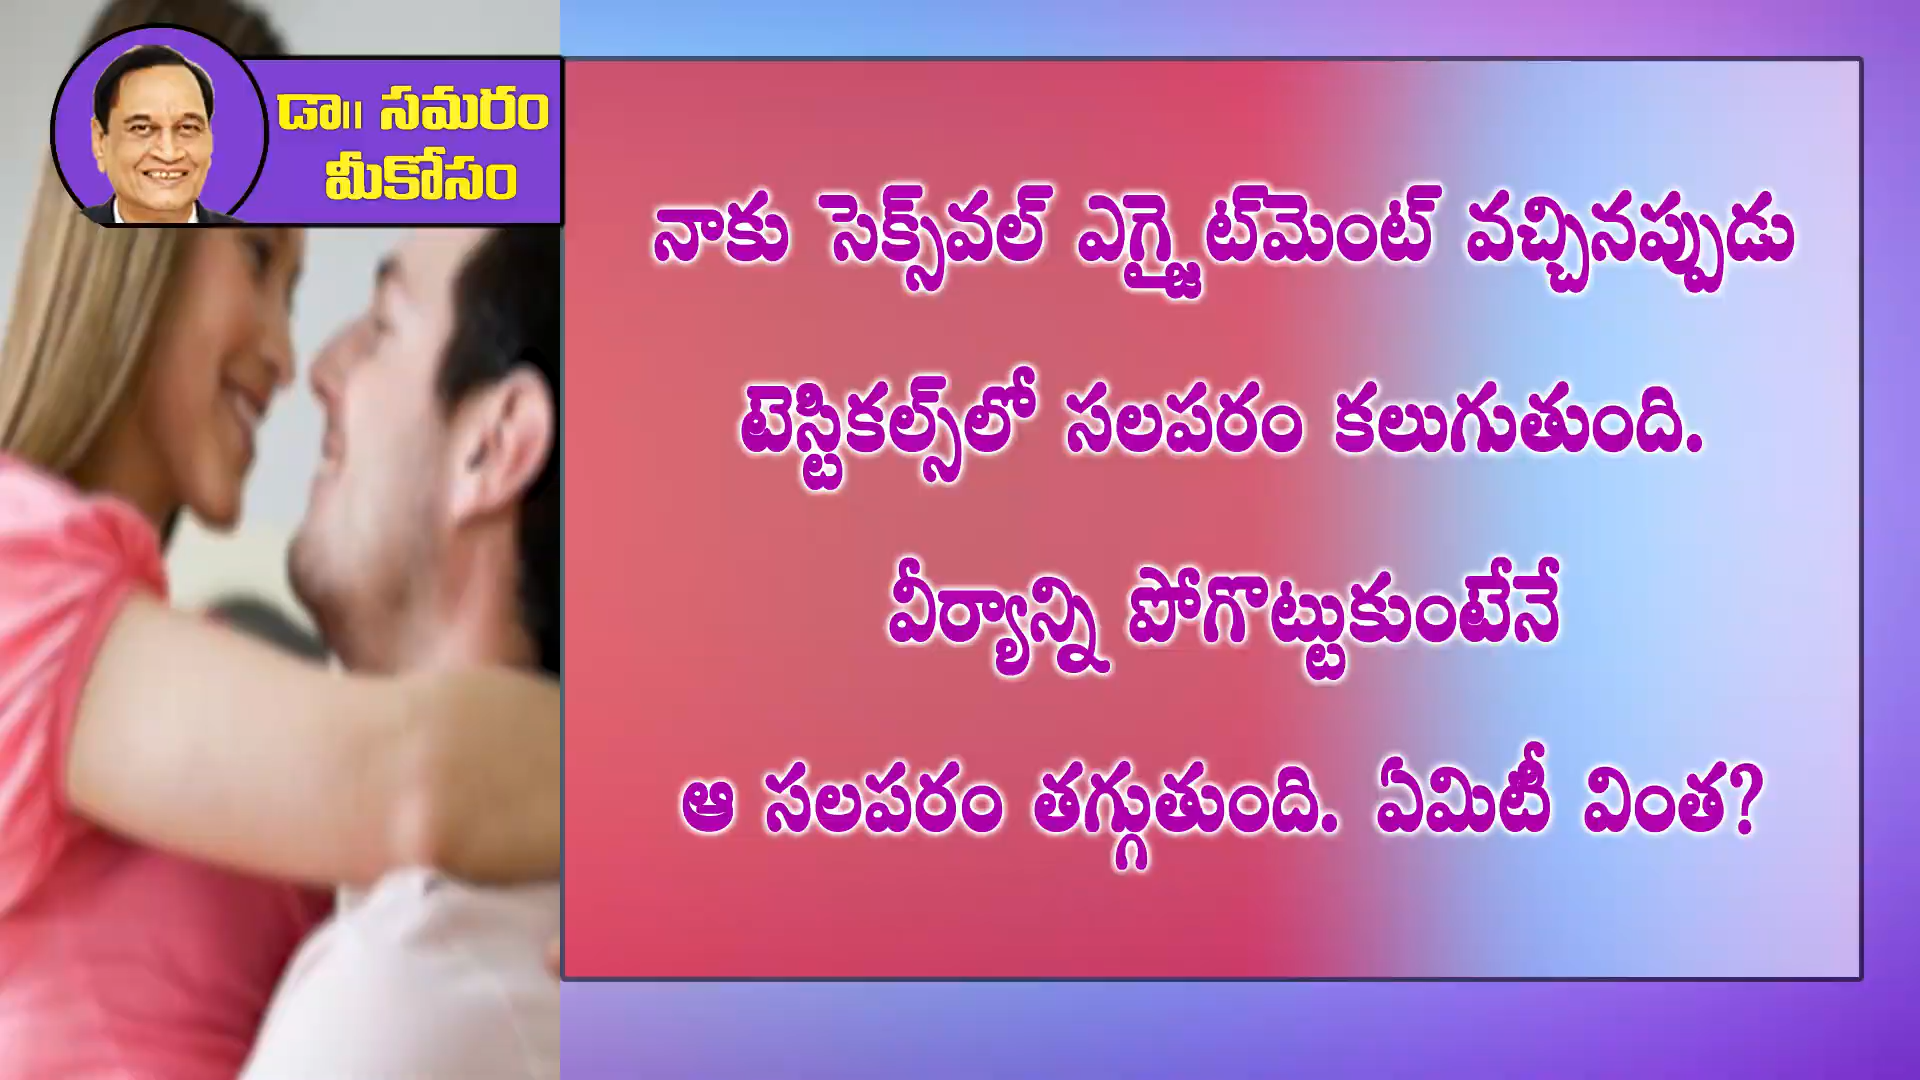 డా॥ సమరం
మీకోసం
నాకు సెక్స్‌వల్ ఎగ్జైట్‌మెంట్ వచ్చినప్పుడు
టెస్టికల్స్‌లో సలపరం కలుగుతుంది.
వీర్యాన్ని పోగొట్టుకుంటేనే
ఆ సలపరం తగ్గుతుంది. ఏమిటీ వింత?